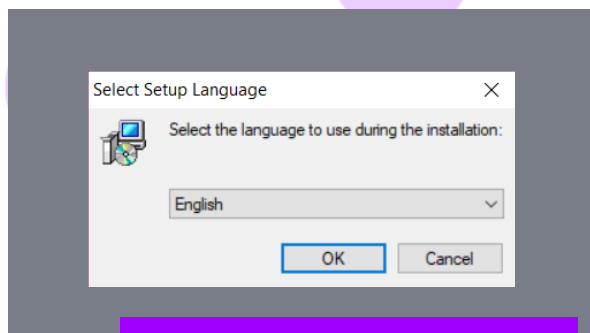 Select Setup Language
Select the language to use during the installation:
English
OK
Cancel